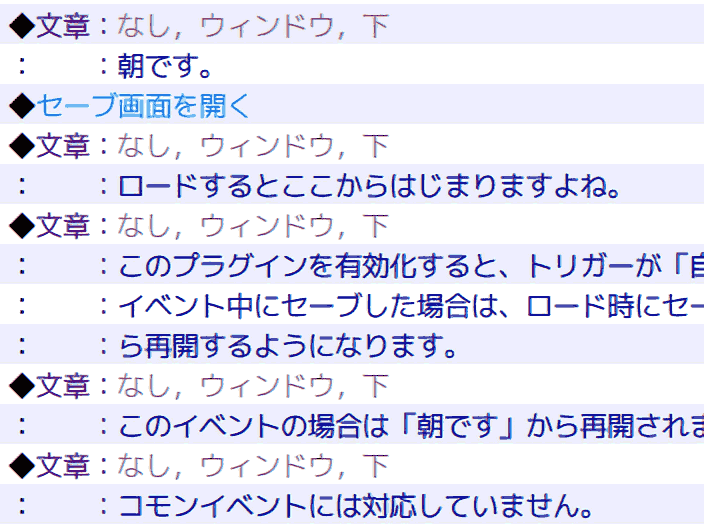 ◆文章：なし, ウィンドウ, 下
：　　：朝です。
◆セーブ画面を開く
◆文章：なし, ウィンドウ, 下
：　　：ロードするとここからはじまりますよね。
◆文章：なし, ウィンドウ, 下
：　　：このプラグインを有効化すると、トリガーが「自
：　　：イベント中にセーブした場合は、ロード時にセー
：　　：ら再開するようになります。
◆文章：なし, ウィンドウ, 下
：　　：このイベントの場合は「朝です」から再開されま
◆文章：なし, ウィンドウ, 下
：　　：コモンイベントには対応していません。